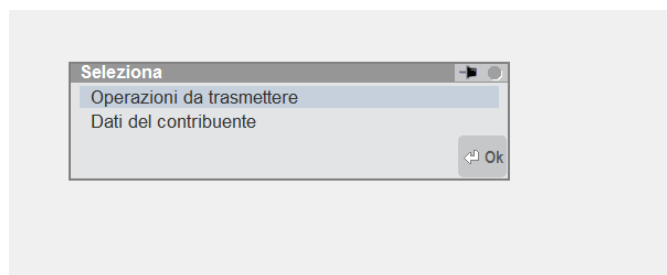 Seleziona
Operazioni da trasmettere
Dati del contribuente
Ok